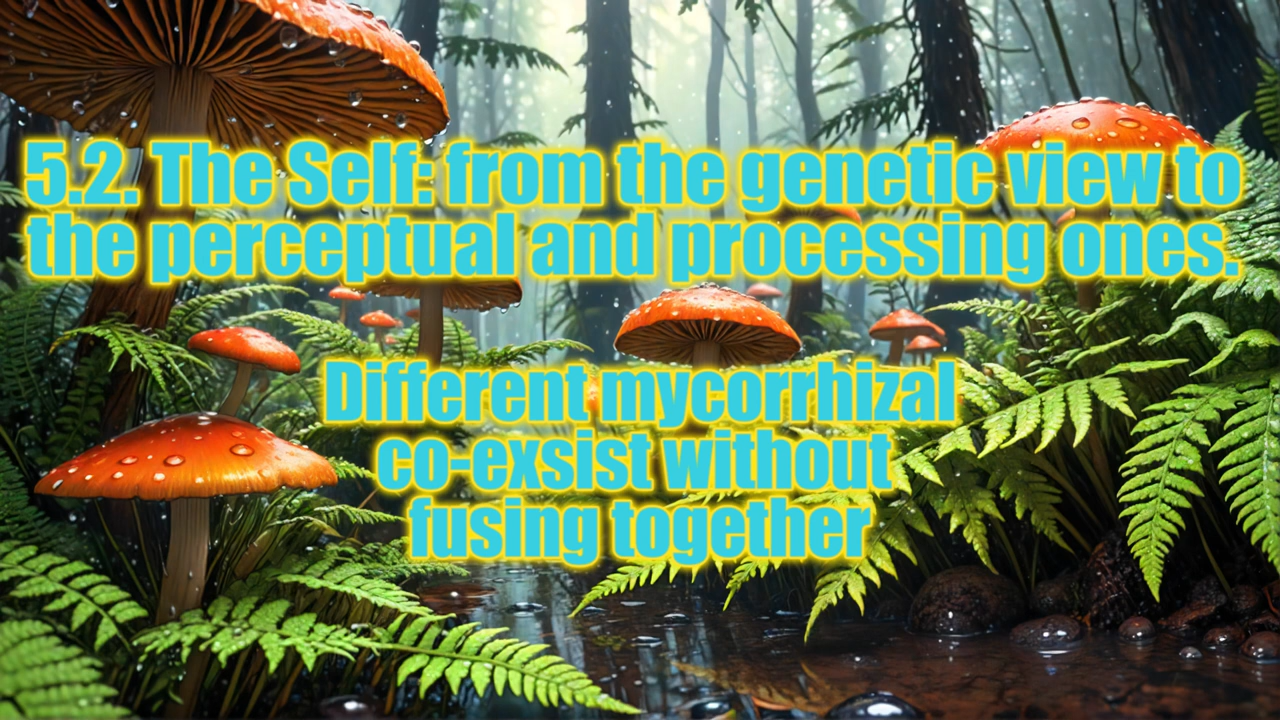 5.2. The Self: from the genetic view to
the perceptual and processing ones.
Different mycorrhizal
co-exsist without
fusing together